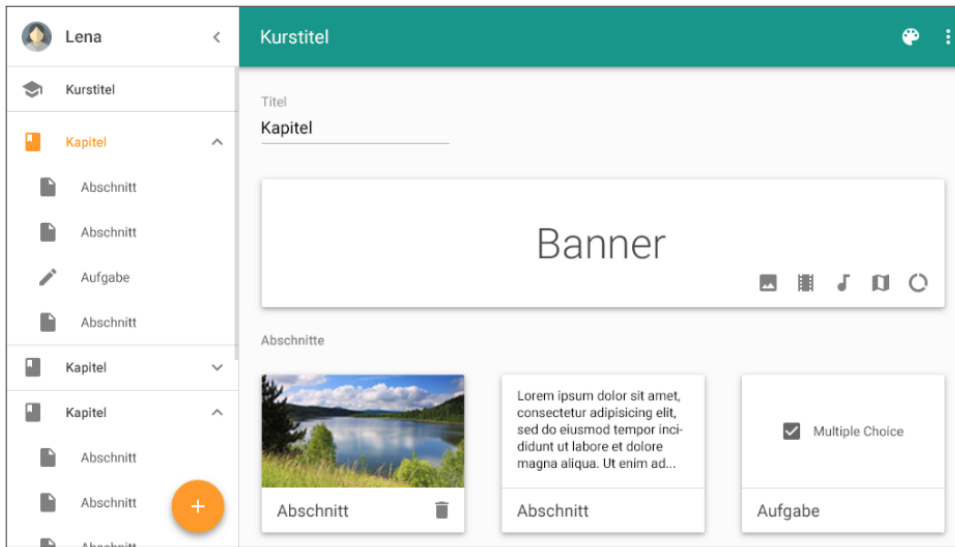 Lena
Kurstitel
Kapitel
Abschnitt
Abschnitt
Aufgabe
Abschnitt
Kapitel
Kapitel
Abschnitt
Abschnitt
Abschnitt
Kurstitel
Titel
Kapitel
Banner
Abschnitte
Abschnitt
Lorem ipsum dolor sit amet,
consectetur adipisicing elit,
sed do eiusmod tempor inci-
didunt ut labore et dolore
magna aliqua. Ut enim ad...
Abschnitt
Multiple Choice
Aufgabe